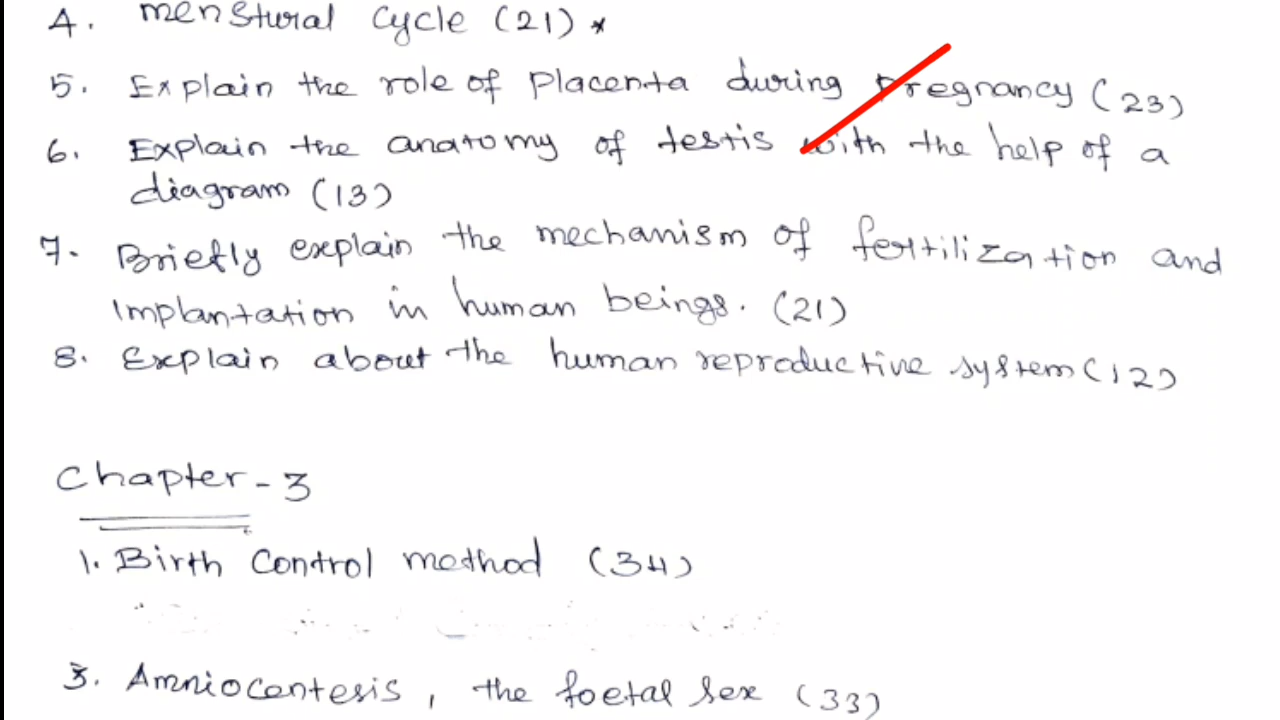 4. menstural cycle (21) *
5. Explain the role of placenta during pregnancy (23)
6. Explain the anatomy of testis with the help of a
diagram (13)
7. Briefly explain the mechanism of fertilization and
Implantation in human beings. (21)
8. Explain about the human reproductive system (12)
Chapter - 3
1. Birth Control method (34)
3. Amniocentesis, the foetal sex (33)